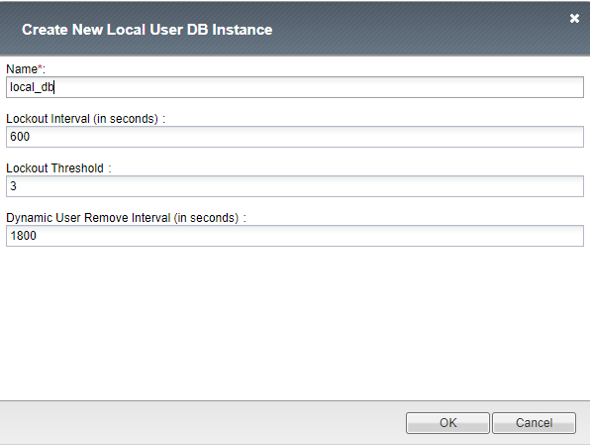 Create New Local User DB Instance
Name*:
local_db
Lockout Interval (in seconds) :
600
Lockout Threshold :
3
Dynamic User Remove Interval (in seconds) :
1800
OK Cancel